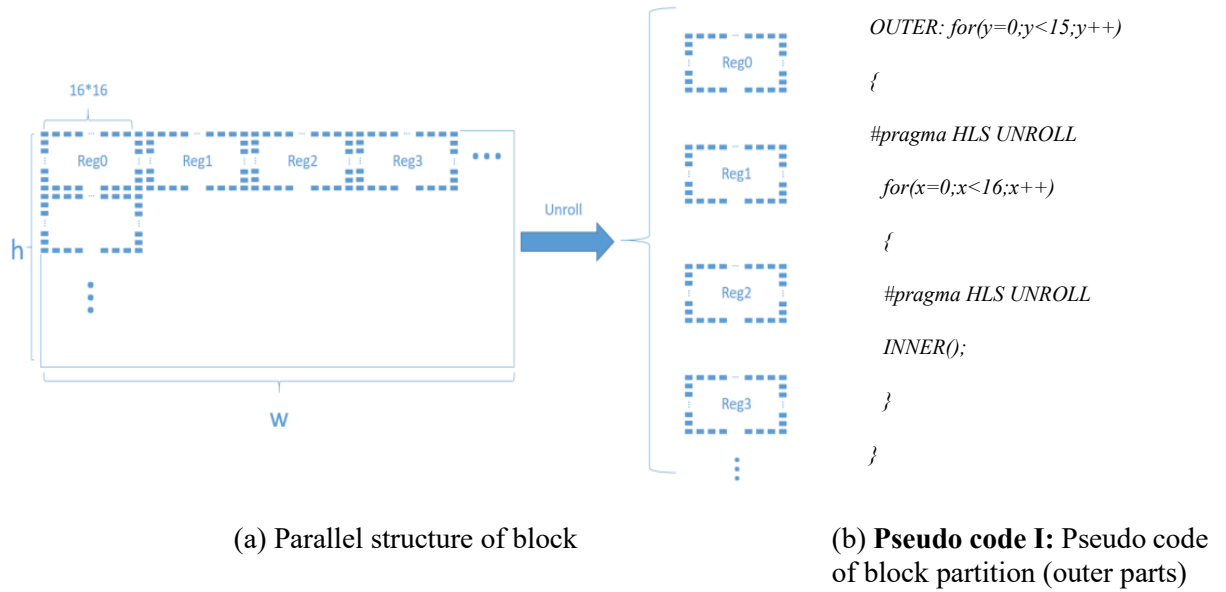 16*16
Reg0
Reg1
Reg2
Reg3
h
w
Unroll
Reg0
Reg1
Reg2
Reg3
OUTER: for(y=0;y<15;y++)
{
#pragma HLS UNROLL
for(x=0;x<16;x++)
{
#pragma HLS UNROLL
INNER();
}
}
(a) Parallel structure of block
(b) Pseudo code I: Pseudo code
of block partition (outer parts)